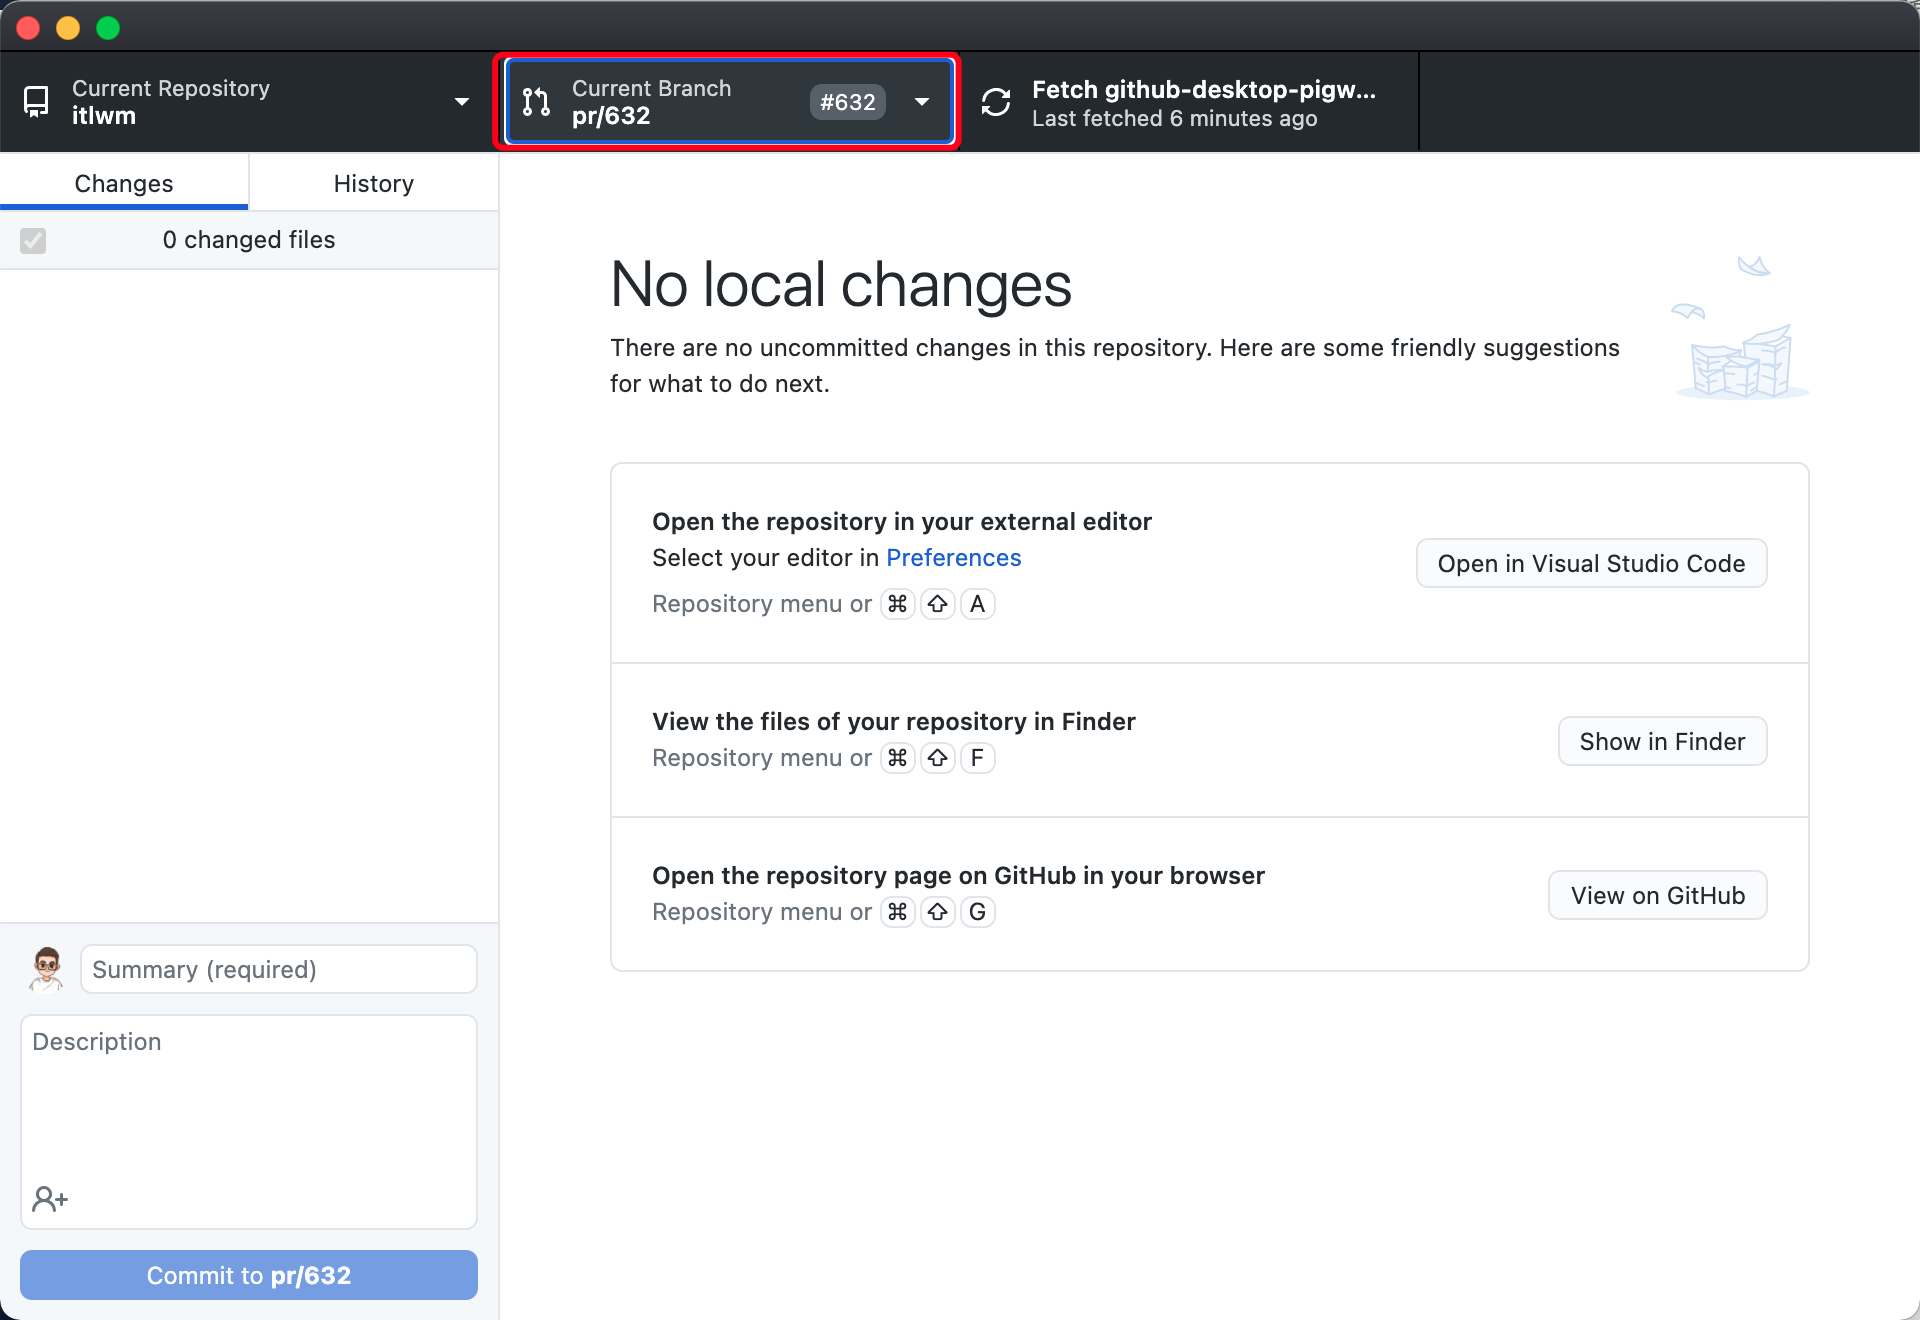 Current Repository
itlwm
Current Branch
pr/632
#632
Fetch github-desktop-pigw...
Last fetched 6 minutes ago
Changes
History
0 changed files
No local changes
There are no uncommitted changes in this repository. Here are some friendly suggestions
for what to do next.
Open the repository in your external editor
Select your editor in Preferences
Repository menu or ⌘ ⇧ A
Open in Visual Studio Code
View the files of your repository in Finder
Repository menu or ⌘ ⇧ F
Show in Finder
Open the repository page on GitHub in your browser
Repository menu or ⌘ ⇧ G
View on GitHub
Summary (required)
Description
Commit to pr/632